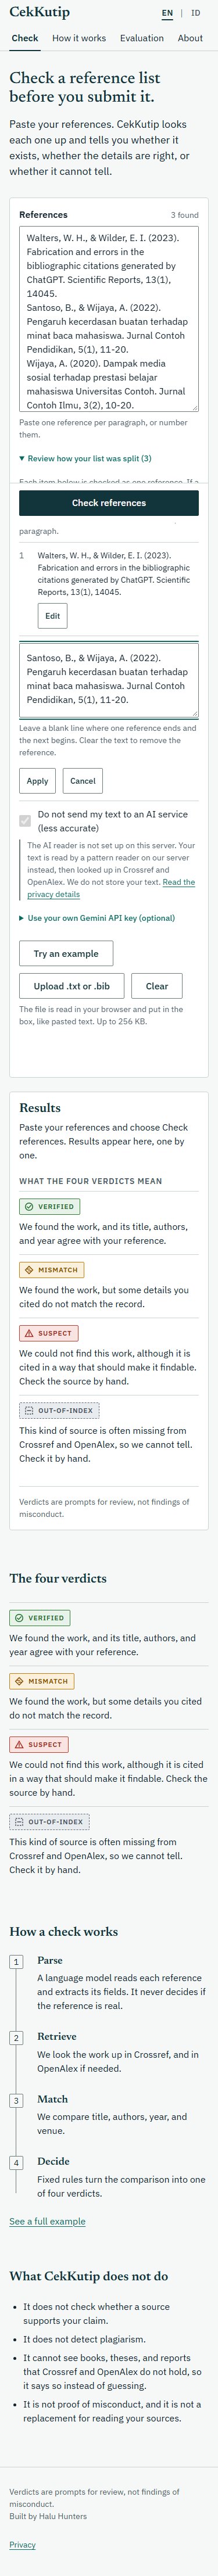 CekKutip
EN | ID
Check How it works Evaluation About
Check a reference list
before you submit it.
Paste your references. CekKutip looks
each one up and tells you whether it
exists, whether the details are right, or
whether it cannot tell.
References 3 found
Walters, W. H., & Wilder, E. I. (2023).
Fabrication and errors in the
bibliographic citations generated by
ChatGPT. Scientific Reports, 13(1),
14045.
Santoso, B., & Wijaya, A. (2022).
Pengaruh kecerdasan buatan terhadap
minat baca mahasiswa. Jurnal Contoh
Pendidikan, 5(1), 11-20.
Wijaya, A. (2020). Dampak media
sosial terhadap prestasi belajar
mahasiswa Universitas Contoh. Jurnal
Contoh Ilmu, 3(2), 10-20.
Paste one reference per paragraph, or number
them.
Review how your list was split (3)
Each item below is checked as one reference. If a
Check references
paragraph.
1 Walters, W. H., & Wilder, E. I. (2023).
Fabrication and errors in the bibliographic
citations generated by ChatGPT. Scientific
Reports, 13(1), 14045.
Edit
Santoso, B., & Wijaya, A. (2022).
Pengaruh kecerdasan buatan terhadap
minat baca mahasiswa. Jurnal Contoh
Pendidikan, 5(1), 11-20.
Leave a blank line where one reference ends and
the next begins. Clear the text to remove the
reference.
Apply Cancel
Do not send my text to an AI service
(less accurate)
The AI reader is not set up on this server. Your
text is read by a pattern reader on our server
instead, then looked up in Crossref and
OpenAlex. We do not store your text. Read the
privacy details
Use your own Gemini API key (optional)
Try an example
Upload .txt or .bib Clear
The file is read in your browser and put in the
box, like pasted text. Up to 256 KB.
Results
Paste your references and choose Check
references. Results appear here, one by
one.
WHAT THE FOUR VERDICTS MEAN
VERIFIED
We found the work, and its title, authors,
and year agree with your reference.
MISMATCH
We found the work, but some details you
cited do not match the record.
SUSPECT
We could not find this work, although it is
cited in a way that should make it findable.
Check the source by hand.
OUT-OF-INDEX
This kind of source is often missing from
Crossref and OpenAlex, so we cannot tell.
Check it by hand.
Verdicts are prompts for review, not findings of
misconduct.
The four verdicts
VERIFIED
We found the work, and its title, authors, and
year agree with your reference.
MISMATCH
We found the work, but some details you cited
do not match the record.
SUSPECT
We could not find this work, although it is cited
in a way that should make it findable. Check the
source by hand.
OUT-OF-INDEX
This kind of source is often missing from
Crossref and OpenAlex, so we cannot tell.
Check it by hand.
How a check works
1 Parse
A language model reads each reference
and extracts its fields. It never decides if
the reference is real.
2 Retrieve
We look the work up in Crossref, and in
OpenAlex if needed.
3 Match
We compare title, authors, year, and
venue.
4 Decide
Fixed rules turn the comparison into one
of four verdicts.
See a full example
What CekKutip does not do
• It does not check whether a source
supports your claim.
• It does not detect plagiarism.
• It cannot see books, theses, and reports
that Crossref and OpenAlex do not hold, so
it says so instead of guessing.
• It is not proof of misconduct, and it is not a
replacement for reading your sources.
Verdicts are prompts for review, not findings of
misconduct.
Built by Halu Hunters
Privacy